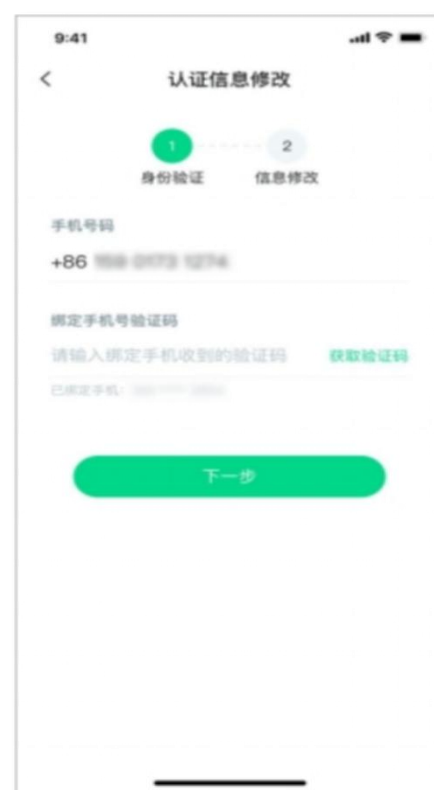 9:41
认证信息修改
1
2
身份验证
信息修改
手机号码
+86
绑定手机号验证码
请输入绑定手机收到的验证码
获取验证码
已绑定手机:
下一步